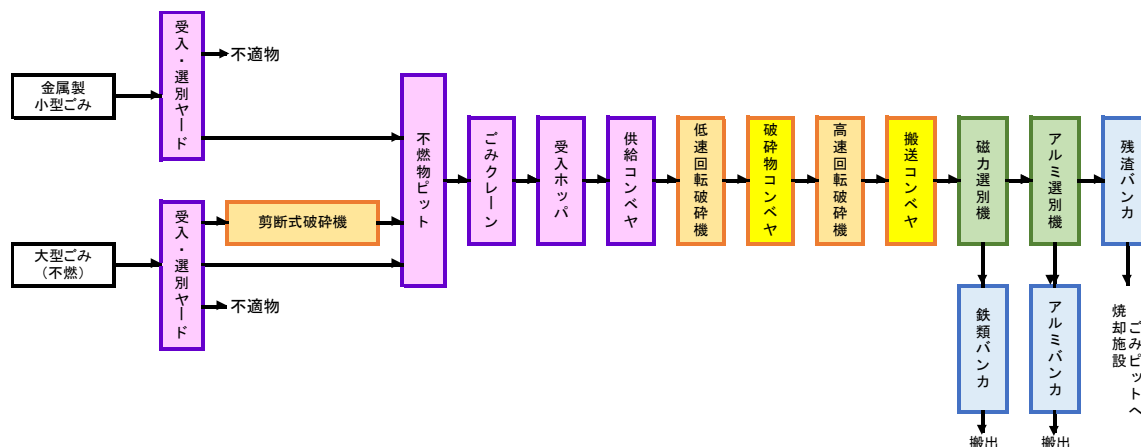 金属製
小型ごみ
受入・選別ヤード
不適物
大型ごみ
（不燃）
受入・選別ヤード
剪断式破砕機
不適物
不燃物ピット
ごみクレーン
受入ホッパ
供給コンベヤ
低速回転破砕機
破砕物コンベヤ
高速回転破砕機
搬送コンベヤ
磁力選別機
アルミ選別機
残渣バンカ
鉄類バンカ
アルミバンカ
焼却施設
ごみピットへ
搬出
搬出